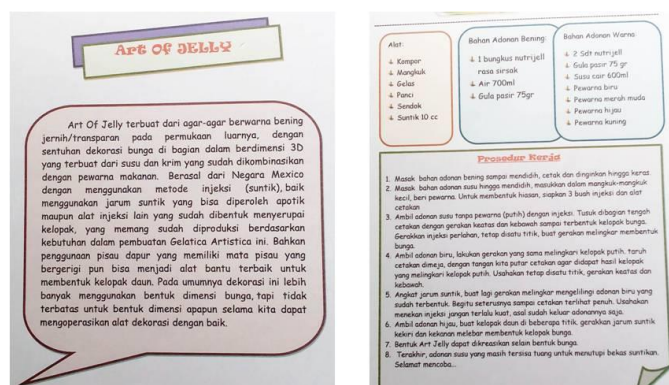 Art Of JELLY
Art Of Jelly terbuat dari agar-agar berwarna bening
jernih/transparan pada permukaan luarnya, dengan
sentuhan dekorasi bunga di bagian dalam berdimensi 3D
yang terbuat dari susu dan krim yang sudah dikombinasikan
dengan pewarna makanan. Berasal dari Negara Mexico
dengan menggunakan metode injeksi (suntik), baik
menggunakan jarum suntik yang bisa diperoleh apotik
maupun alat injeksi lain yang sudah dibentuk menyerupai
kelopak, yang memang sudah diproduksi berdasarkan
kebutuhan dalam pembuatan Gelatica Artistica ini. Bahkan
penggunaan pisau dapur yang memiliki mata pisau yang
bergerigi pun bisa menjadi alat bantu terbaik untuk
membentuk kelopak daun. Pada umumnya dekorasi ini lebih
banyak menggunakan bentuk dimensi bunga, tapi tidak
terbatas untuk bentuk dimensi apapun selama kita dapat
mengoperasikan alat dekorasi dengan baik.
Alat:
Kompor
Mangkuk
Gelas
Panci
Sendok
Suntik 10 cc
Bahan Adonan Bening:
1 bungkus nutrijell
rasa sirsak
Air 700ml
Gula pasir 75gr
Bahan Adonan Warna:
2 Sdt nutrijell
Gula pasir 75 gr
Susu cair 600ml
Pewarna biru
Pewarna merah muda
Pewarna hijau
Pewarna kuning
Prosedur Kerja
1. Masak bahan adonan bening sampai mendidih, cetak dan dinginkan hingga keras.
2. Masak bahan adonan susu hingga mendidih, masukkan dalam mangkuk-mangkuk
kecil, beri pewarna. Untuk membentuk hiasan, siapkan 3 buah injeksi dan alat
cetakan
3. Ambil adonan susu tanpa pewarna (putih) dengan injeksi. Tusuk dibagian tengah
cetakan dengan gerakan keatas dan kebawah sampai terbentuk kelopak bunga.
Gerakkan injeksi perlahan, tetap disatu titik, buat gerakan melingkar membentuk
bunga.
4. Ambil adonan biru, lakukan gerakan yang sama melingkari kelopak putih. taruh
cetakan dimeja, dengan tangan kita putar cetakan agar didapat hasil kelopak
yang melingkari kelopak putih. Usahakan tetap disatu titik, gerakan keatas dan
kebawah.
5. Angkat jarum suntik, buat lagi gerakan melingkar mengelilingi adonan biru yang
sudah terbentuk. Begitu seterusnya sampai cetakan terlihat penuh. Usahakan
menekan injeksi jangan terlalu kuat, asal sudah keluar adonannya saja.
6. Ambil adonan hijau, buat kelopak daun di beberapa titik. gerakkan jarum suntik
kekiri dan kekanan melebar membentuk kelopak bunga.
7. Bentuk Art Jelly dapat dikreasikan selain bentuk bunga.
8. Terakhir, adonan susu yang masih tersisa tuang untuk menutupi bekas suntikan.
Selamat mencoba...